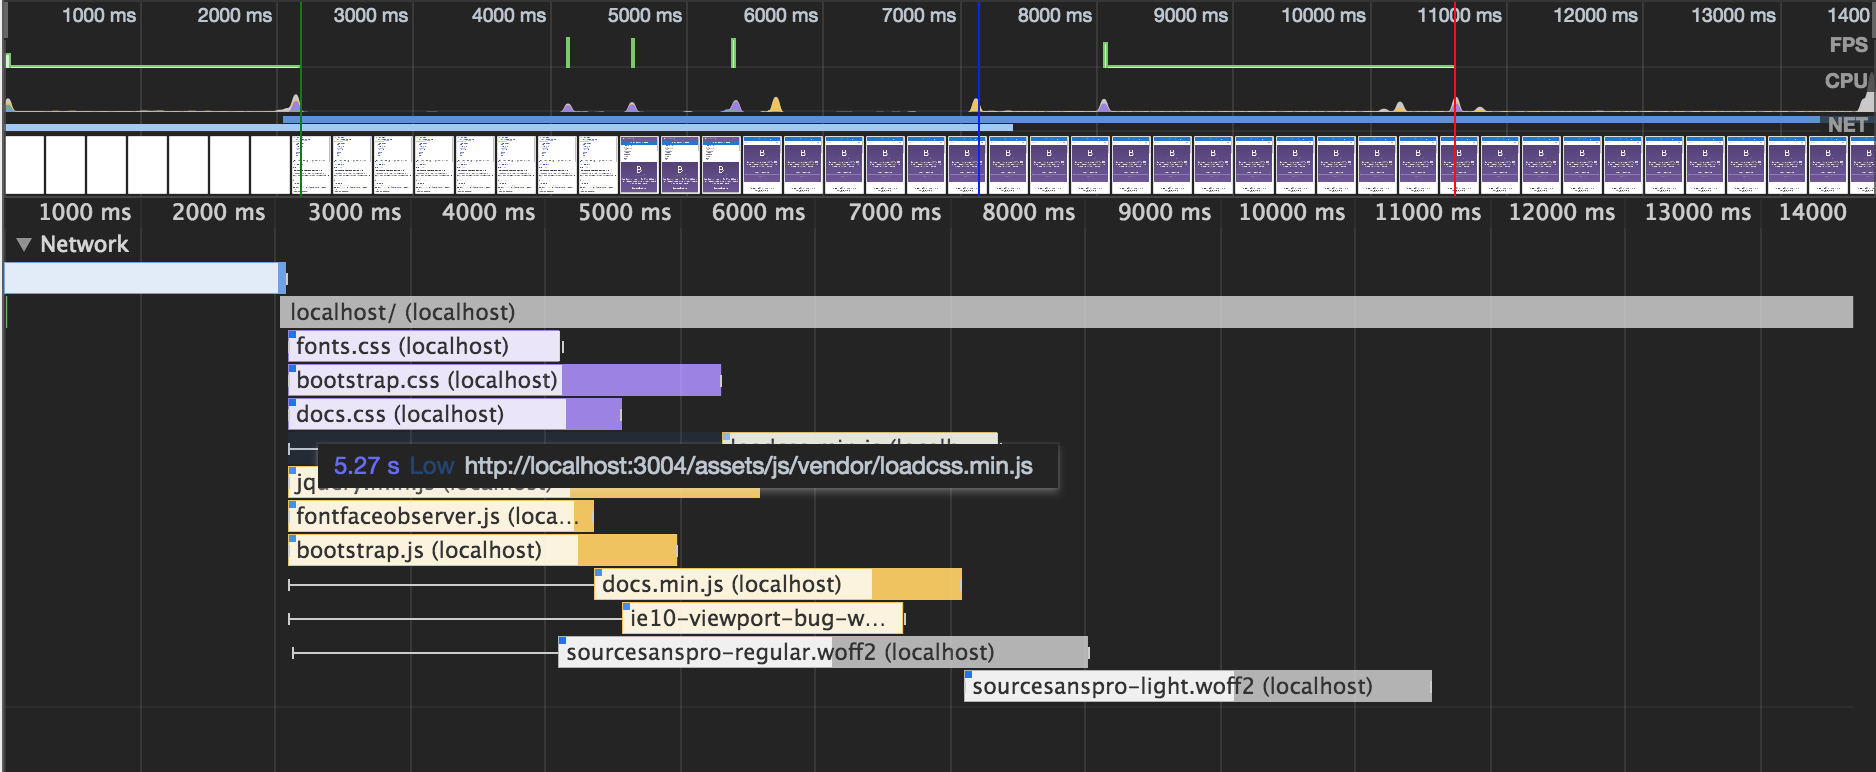 1000 ms 2000 ms 3000 ms 4000 ms 5000 ms 6000 ms 7000 ms 8000 ms 9000 ms 10000 ms 11000 ms 12000 ms 13000 ms 1400
FPS
CPU
NET
1000 ms 2000 ms 3000 ms 4000 ms 5000 ms 6000 ms 7000 ms 8000 ms 9000 ms 10000 ms 11000 ms 12000 ms 13000 ms 14000
▼ Network
localhost/ (localhost)
fonts.css (localhost)
bootstrap.css (localhost)
docs.css (localhost)
5.27 s Low http://localhost:3004/assets/js/vendor/loadcss.min.js
jquery.min.js (localhost)
fontfaceobserver.js (loca...
bootstrap.js (localhost)
docs.min.js (localhost)
ie10-viewport-bug-w...
sourcesanspro-regular.woff2 (localhost)
sourcesanspro-light.woff2 (localhost)